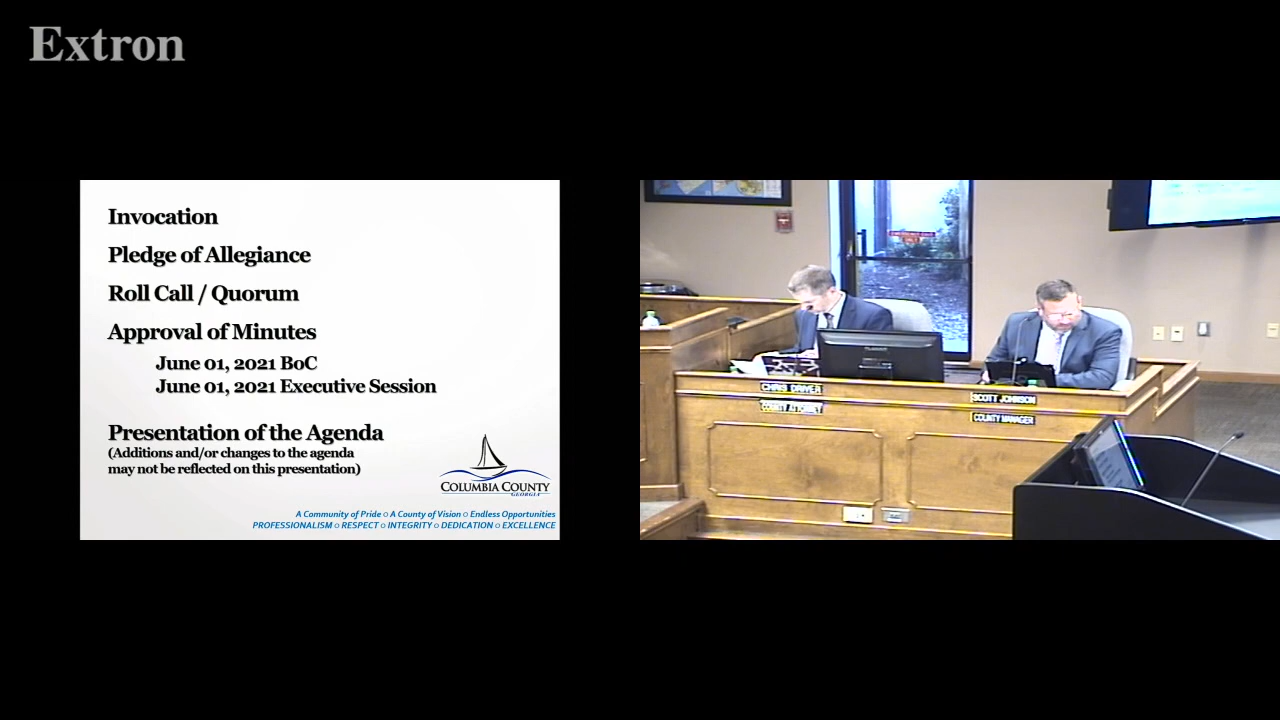 Extron
Invocation
Pledge of Allegiance
Roll Call / Quorum
Approval of Minutes
June 01, 2021 BoC
June 01, 2021 Executive Session
Presentation of the Agenda
(Additions and/or changes to the agenda
may not be reflected on this presentation)
COLUMBIA COUNTY
GEORGIA
A Community of Pride ○ A County of Vision ○ Endless Opportunities
PROFESSIONALISM ○ RESPECT ○ INTEGRITY ○ DEDICATION ○ EXCELLENCE
CHRIS DRIVER
COUNTY ATTORNEY
SCOTT JOHNSON
COUNTY MANAGER